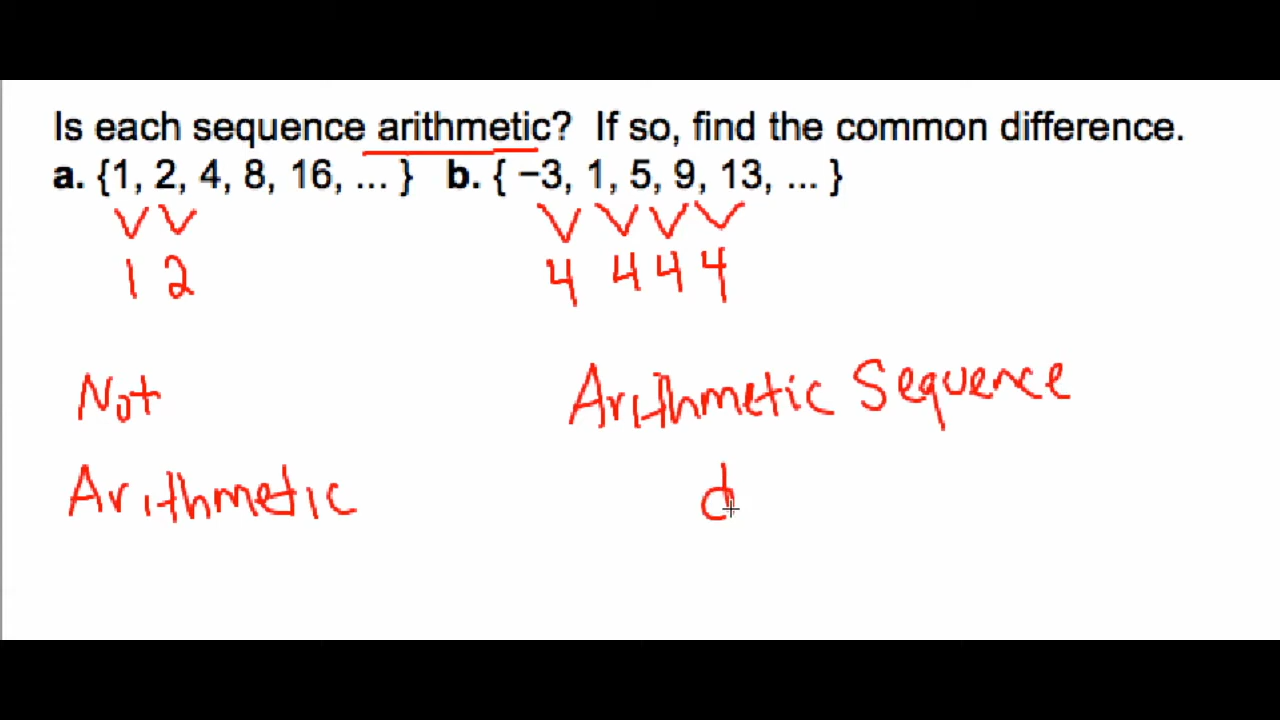 Is each sequence arithmetic? If so, find the common difference.
a. {1, 2, 4, 8, 16, ... } b. { −3, 1, 5, 9, 13, ... }
1 2 4 4 4 4
Not Arithmetic Sequence
Arithmetic d